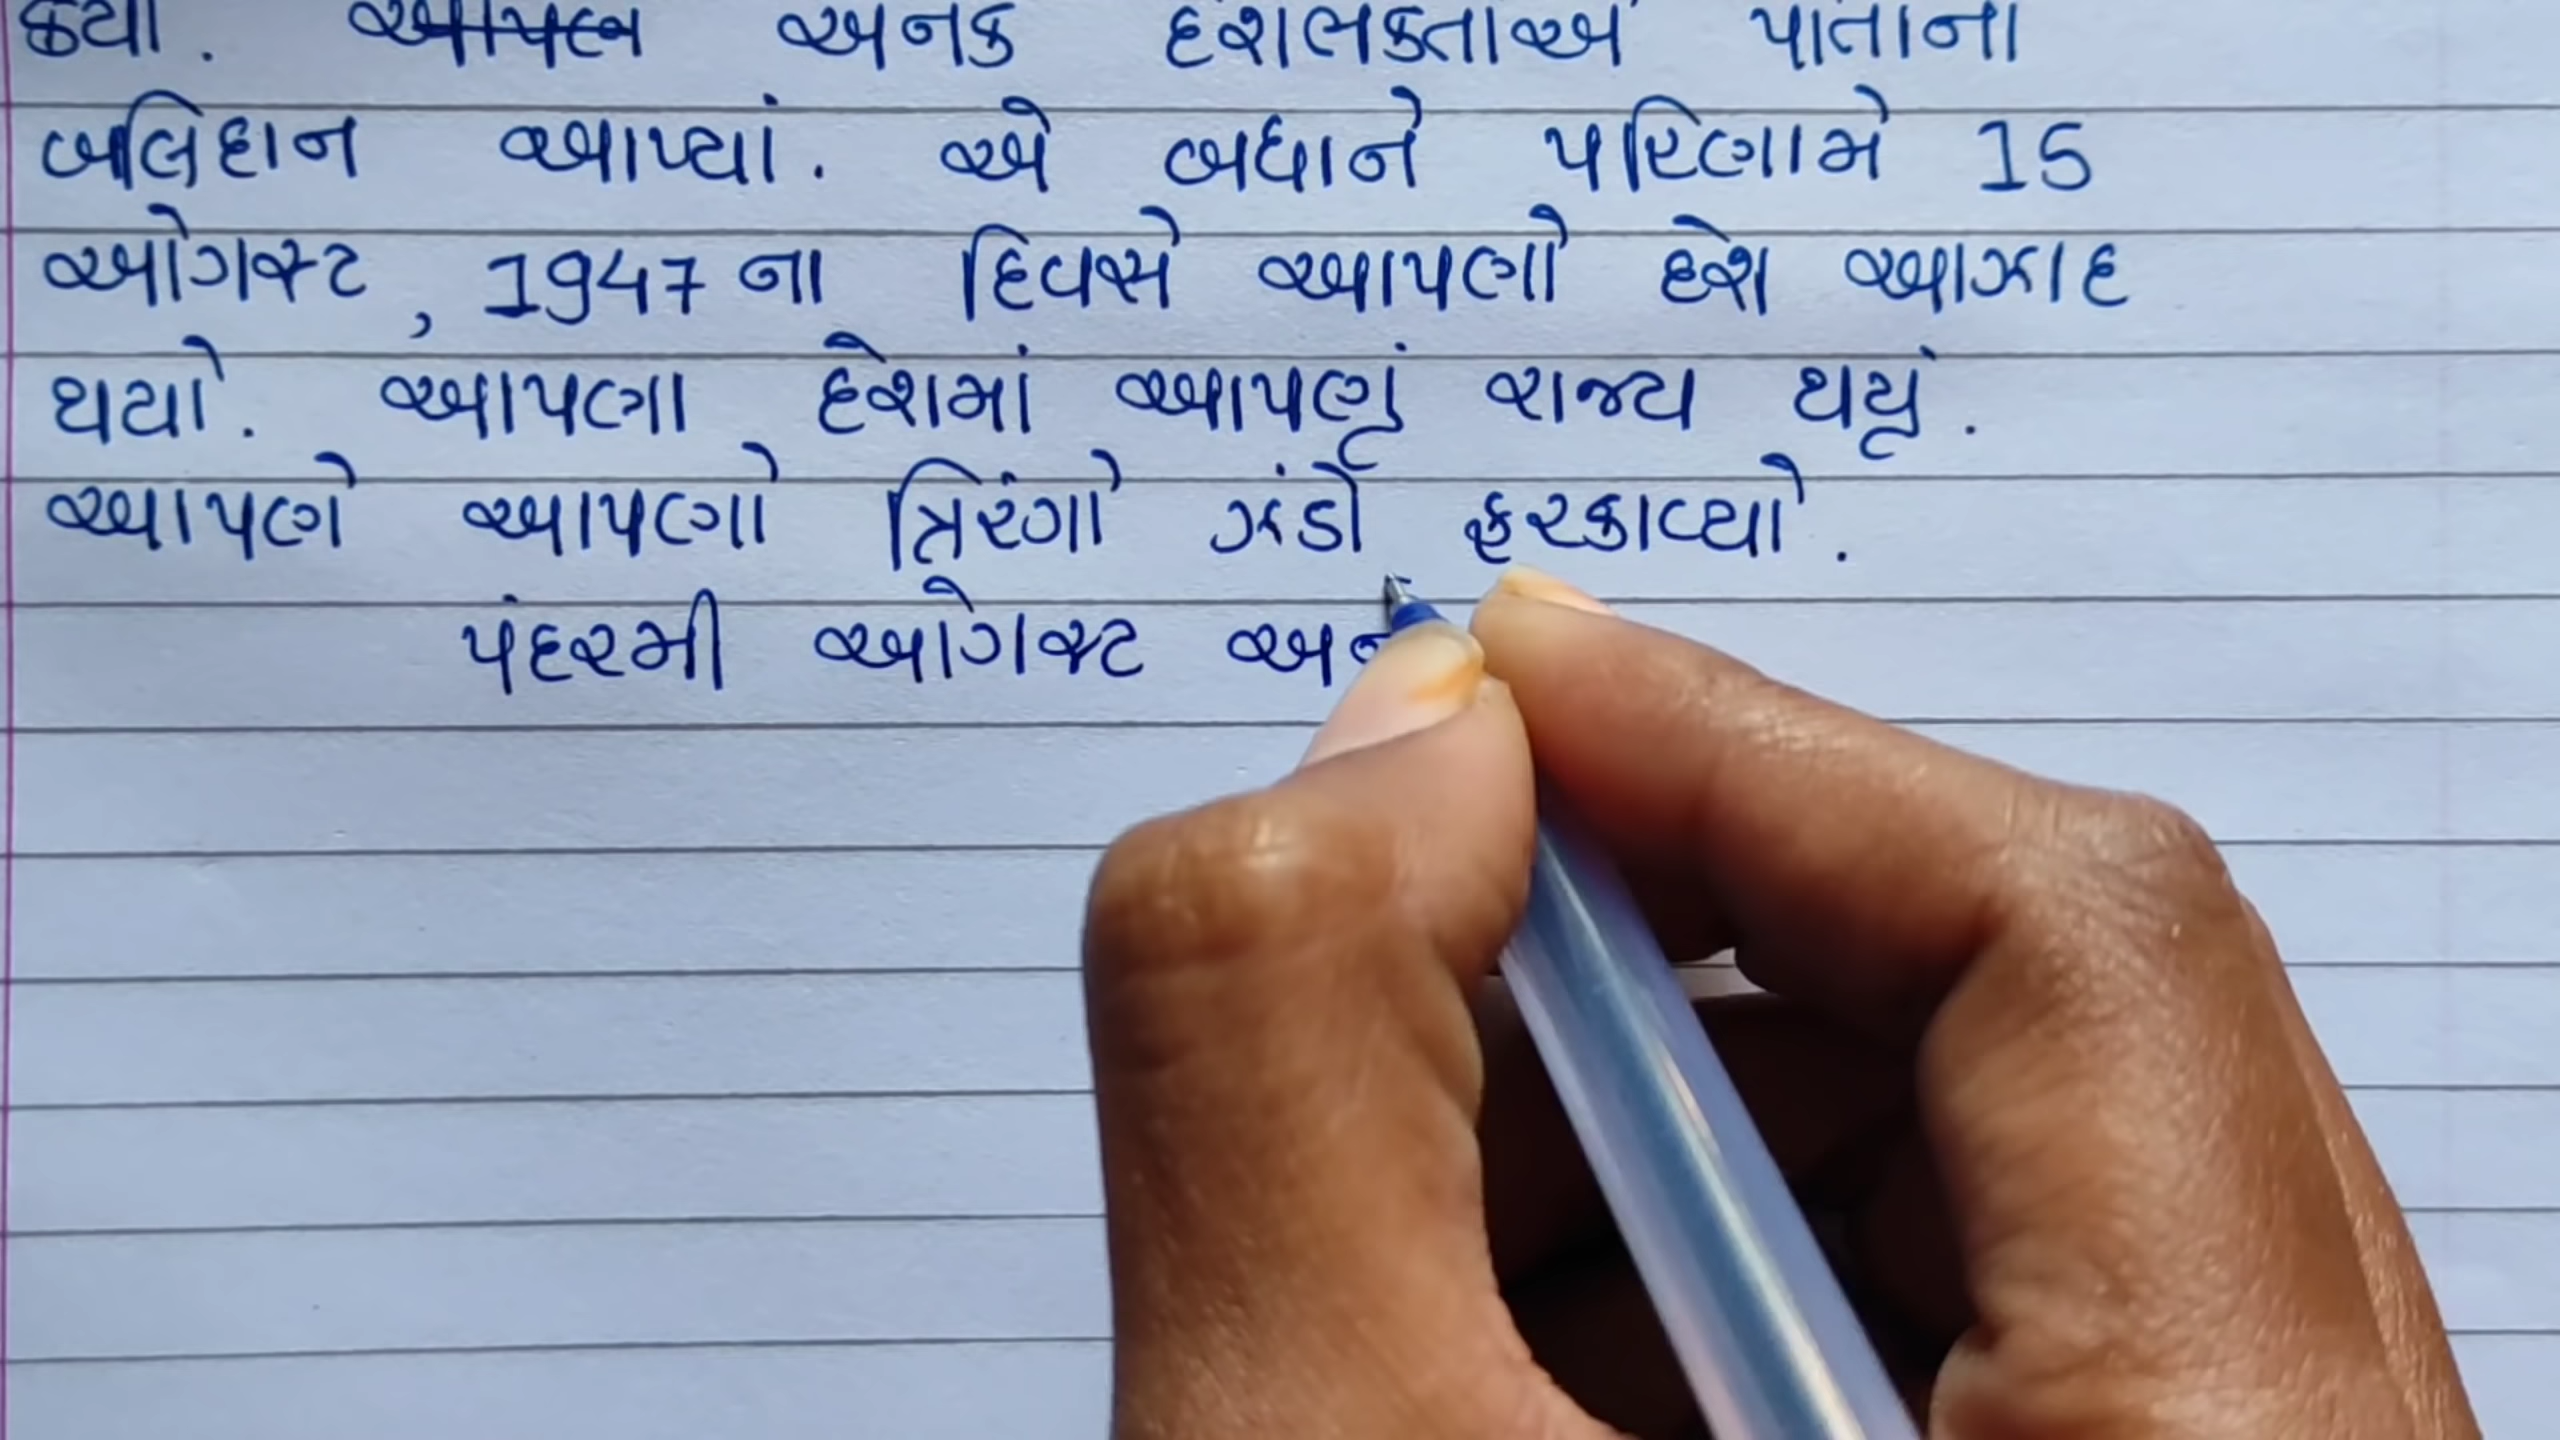 કર્યા. અનેક દેશભક્તોએ પોતાના
બલિદાન આપ્યાં. એ બધાને પરિણામે 15
ઓગસ્ટ, 1947ના દિવસે આપણો દેશ આઝાદ
થયો. આપણા દેશમાં આપણું રાજ્ય થયું.
આપણે આપણો ત્રિરંગો ઝંડો ફરકાવ્યો.
પંદરમી ઓગસ્ટ અને